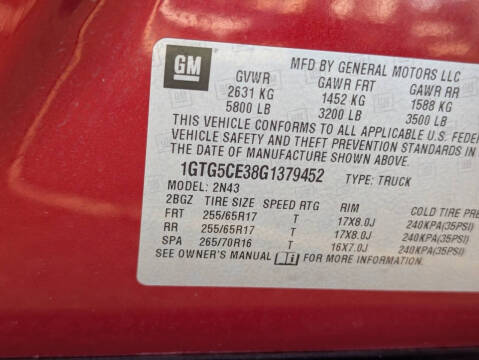 GM
MFD BY GENERAL MOTORS LLC
GVWR GAWR FRT GAWR RR
2631 KG 1452 KG 1588 KG
5800 LB 3200 LB 3500 LB
THIS VEHICLE CONFORMS TO ALL APPLICABLE U.S. FEDE
VEHICLE SAFETY AND THEFT PREVENTION STANDARDS IN
THE DATE OF MANUFACTURE SHOWN ABOVE.
1GTG5CE38G1379452 TYPE: TRUCK
MODEL: 2N43
2BGZ TIRE SIZE SPEED RTG RIM COLD TIRE PRE
FRT 255/65R17 T 17X8.0J 240KPA(35PSI)
RR 255/65R17 T 17X8.0J 240KPA(35PSI)
SPA 265/70R16 T 16X7.0J 240KPA(35PSI)
SEE OWNER'S MANUAL i FOR MORE INFORMATION.